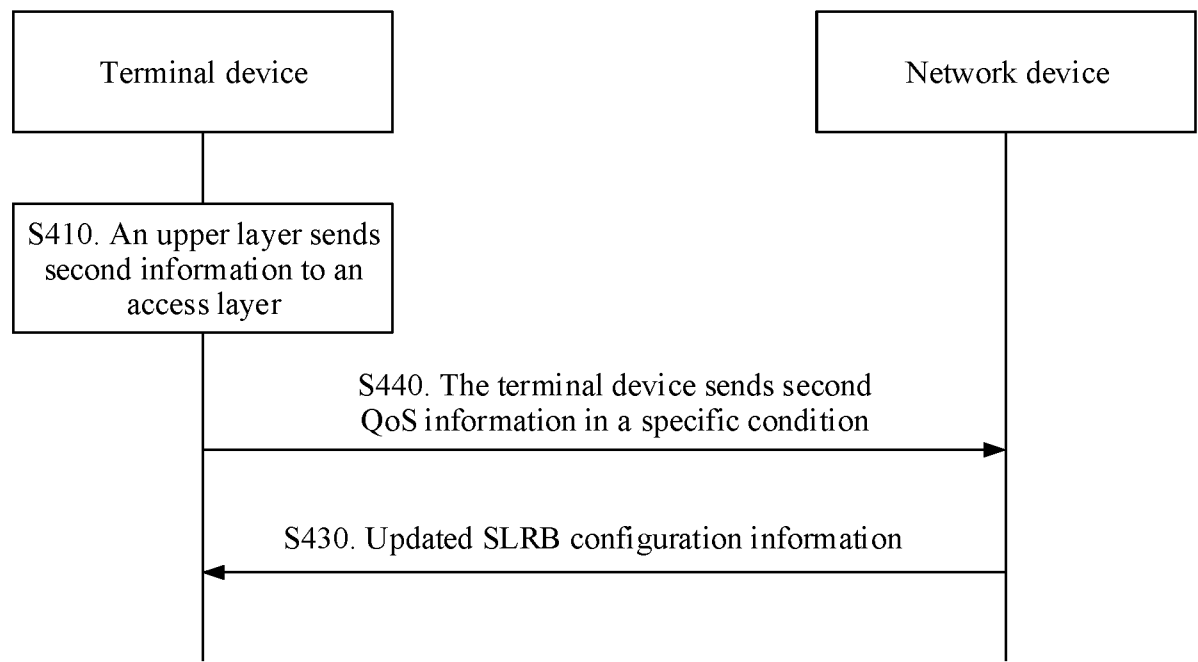 Terminal device
Network device
S410. An upper layer sends
second information to an
access layer
S440. The terminal device sends second
QoS information in a specific condition
S430. Updated SLRB configuration information